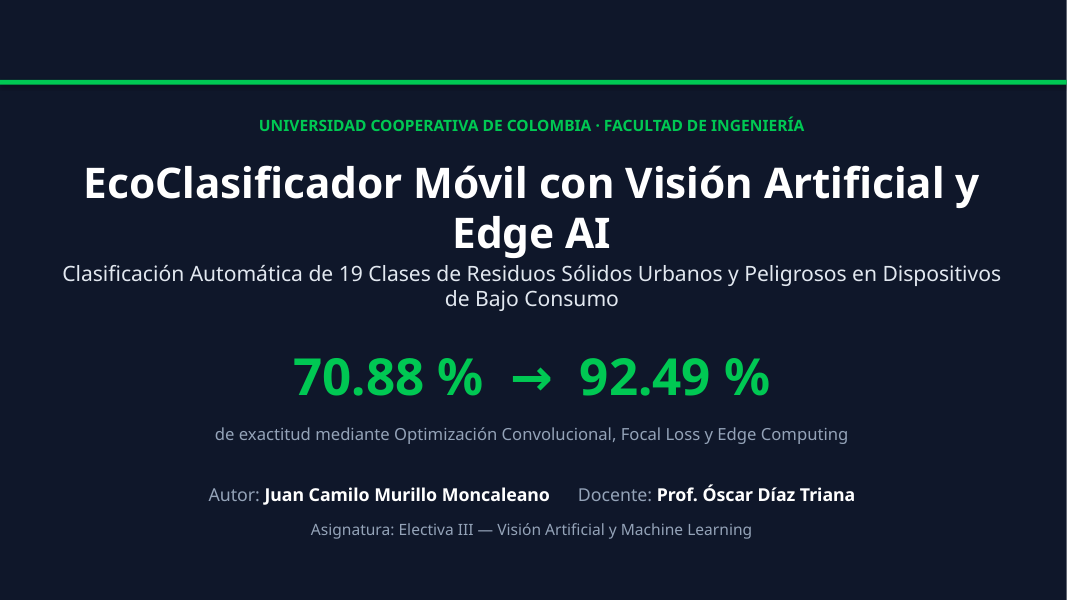 UNIVERSIDAD COOPERATIVA DE COLOMBIA · FACULTAD DE INGENIERÍA
EcoClasificador Móvil con Visión Artificial y
Edge AI
Clasificación Automática de 19 Clases de Residuos Sólidos Urbanos y Peligrosos en Dispositivos
de Bajo Consumo
70.88 % → 92.49 %
de exactitud mediante Optimización Convolucional, Focal Loss y Edge Computing
Autor: Juan Camilo Murillo Moncaleano Docente: Prof. Óscar Díaz Triana
Asignatura: Electiva III — Visión Artificial y Machine Learning